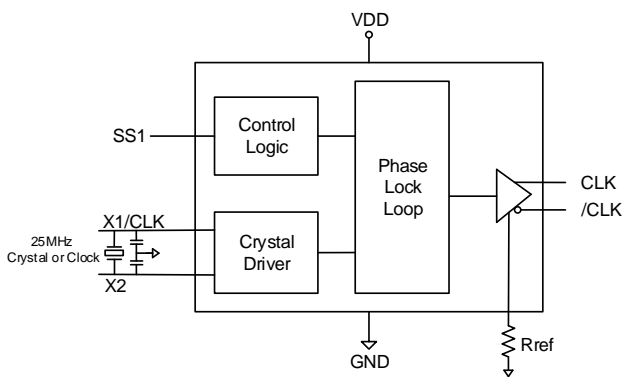 VDD
SS1
Control
Logic
Phase
Lock
Loop
CLK
/CLK
X1/CLK
25MHz
Crystal or Clock
Crystal
Driver
X2
GND
Rref